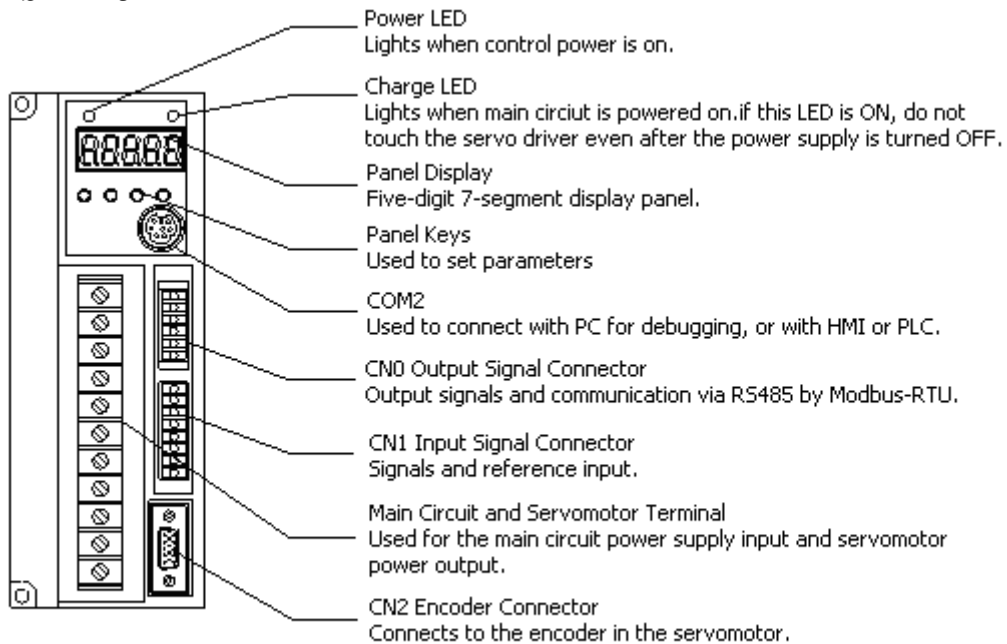 Power LED
Lights when control power is on.
Charge LED
Lights when main circiut is powered on.if this LED is ON, do not
touch the servo driver even after the power supply is turned OFF.
Panel Display
Five-digit 7-segment display panel.
Panel Keys
Used to set parameters
COM2
Used to connect with PC for debugging, or with HMI or PLC.
CN0 Output Signal Connector
Output signals and communication via RS485 by Modbus-RTU.
CN1 Input Signal Connector
Signals and reference input.
Main Circuit and Servomotor Terminal
Used for the main circuit power supply input and servomotor
power output.
CN2 Encoder Connector
Connects to the encoder in the servomotor.